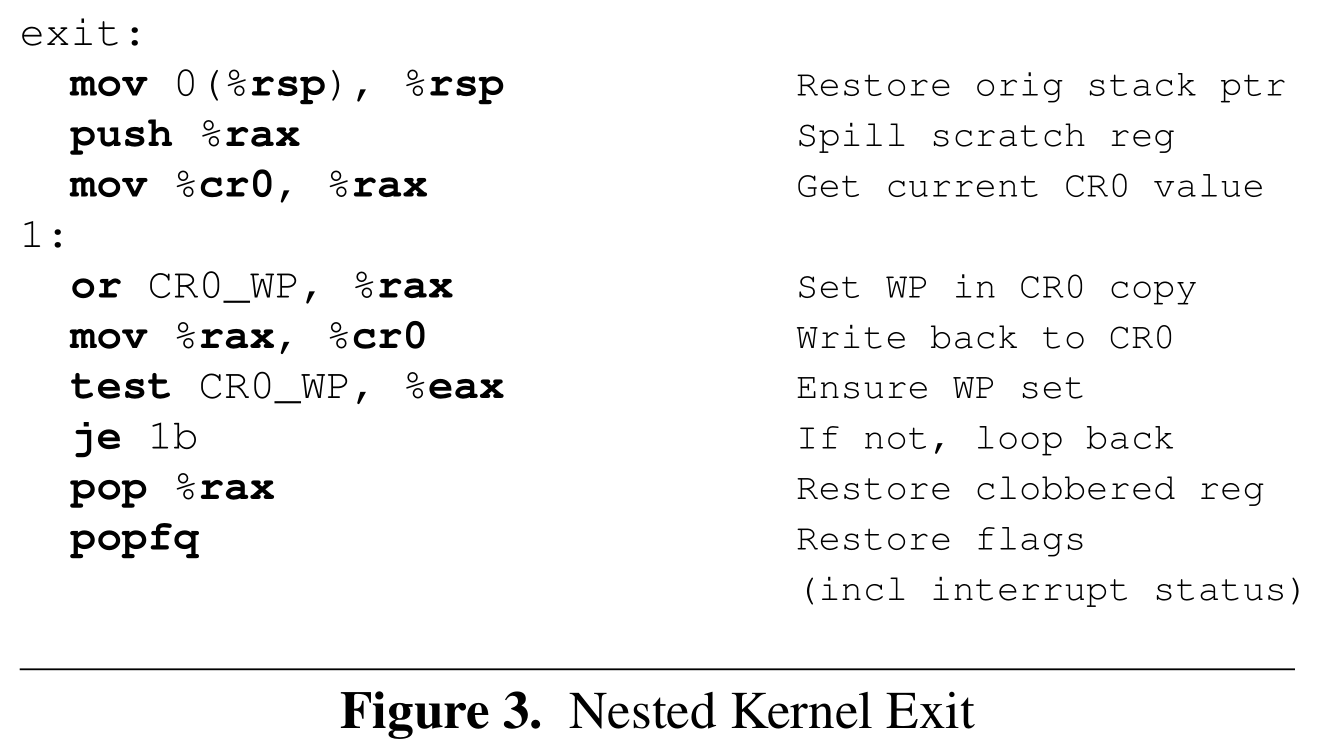 exit:
mov 0(%rsp), %rsp Restore orig stack ptr
push %rax Spill scratch reg
mov %cr0, %rax Get current CR0 value
1:
or CR0_WP, %rax Set WP in CR0 copy
mov %rax, %cr0 Write back to CR0
test CR0_WP, %eax Ensure WP set
je 1b If not, loop back
pop %rax Restore clobbered reg
popfq Restore flags
(incl interrupt status)
Figure 3. Nested Kernel Exit